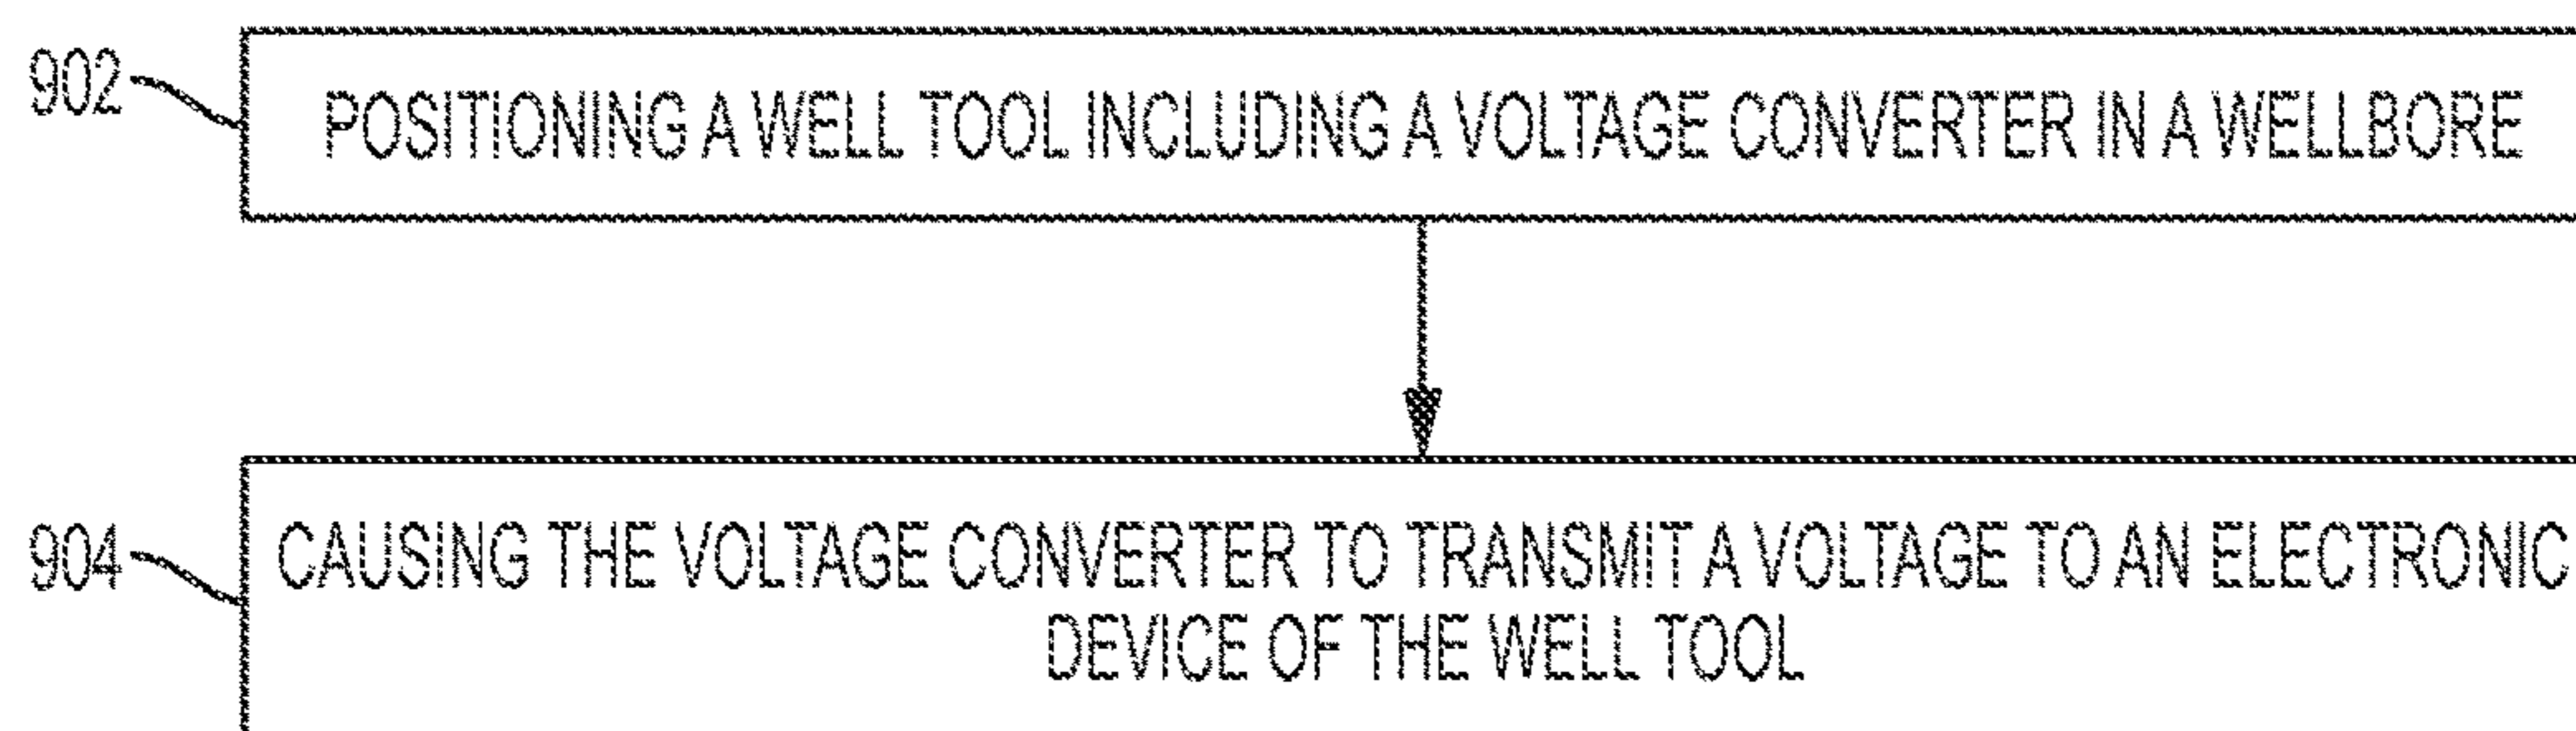 902
POSITIONING A WELL TOOL INCLUDING A VOLTAGE CONVERTER IN A WELLBORE
904
CAUSING THE VOLTAGE CONVERTER TO TRANSMIT A VOLTAGE TO AN ELECTRONIC
DEVICE OF THE WELL TOOL